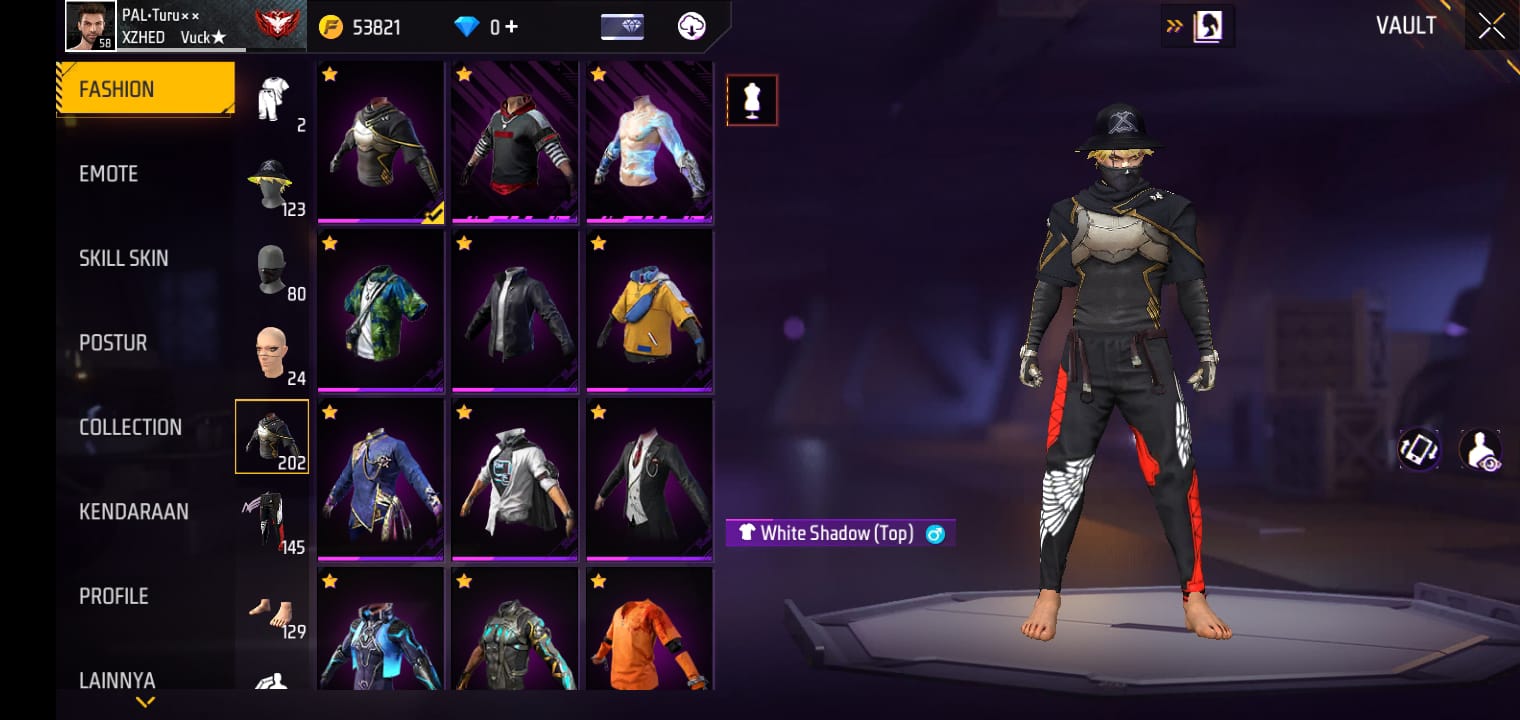 PAL•Turu××
XZHED Vuck★
58
53821
0 +
VAULT
FASHION
EMOTE
SKILL SKIN
POSTUR
COLLECTION
KENDARAAN
PROFILE
LAINNYA
2
123
80
24
202
145
129
White Shadow (Top)